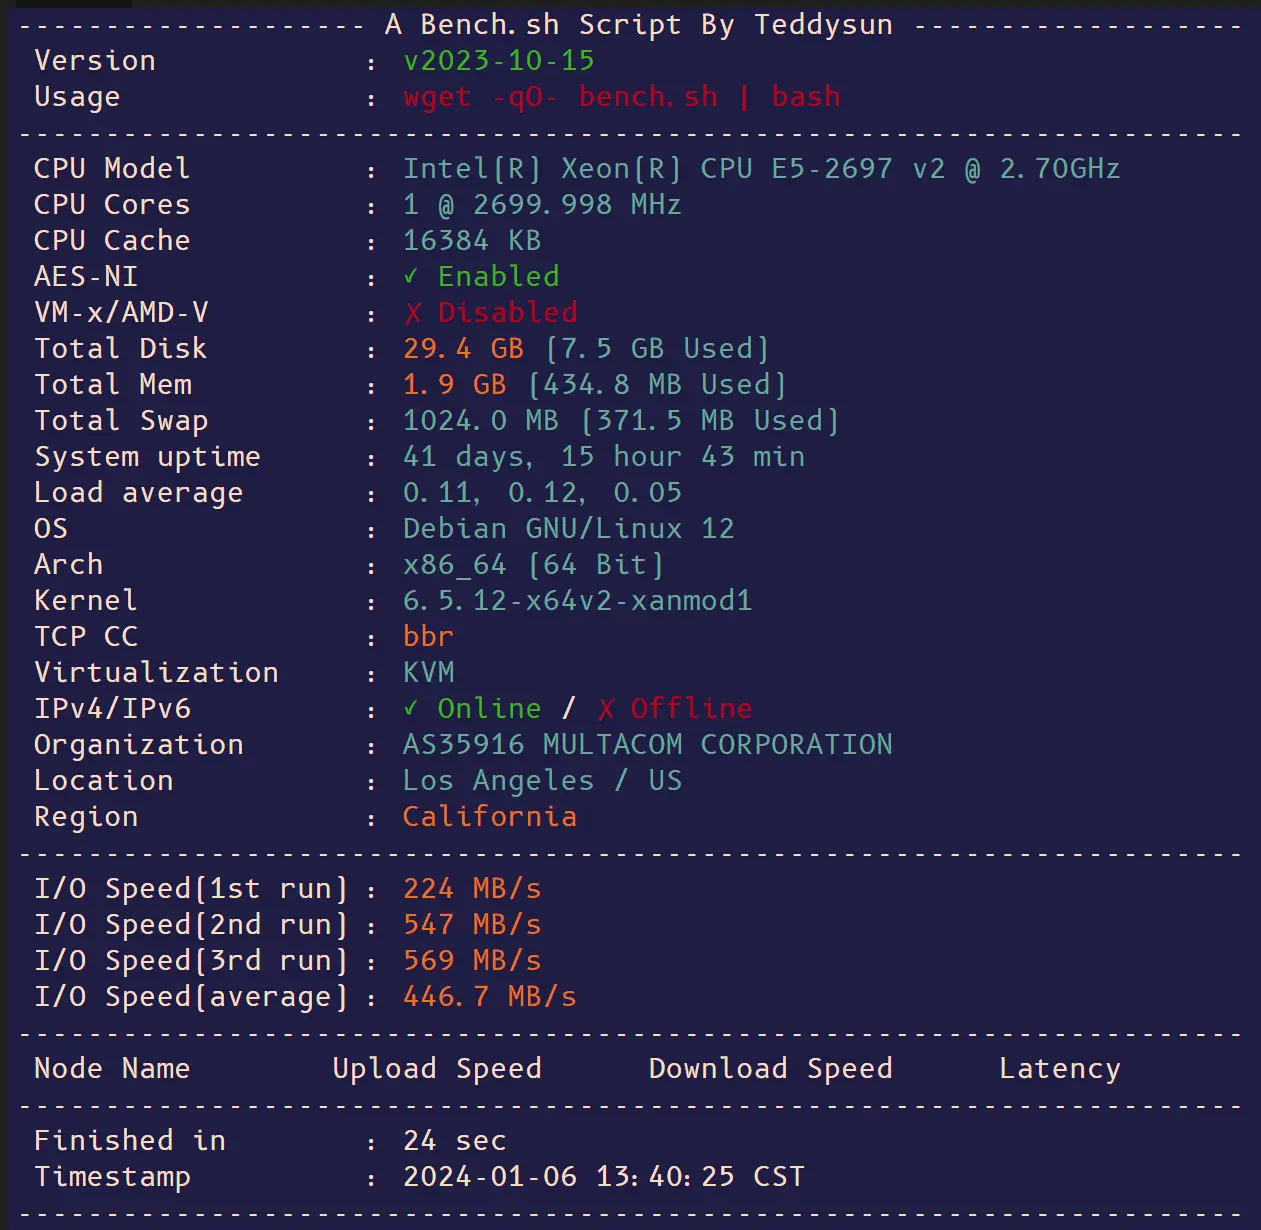 -------------------- A Bench.sh Script By Teddysun -------------------
Version : v2023-10-15
Usage : wget -qO- bench.sh | bash
----------------------------------------------------------------------
CPU Model : Intel(R) Xeon(R) CPU E5-2697 v2 @ 2.70GHz
CPU Cores : 1 @ 2699.998 MHz
CPU Cache : 16384 KB
AES-NI : ✓ Enabled
VM-x/AMD-V : ✗ Disabled
Total Disk : 29.4 GB (7.5 GB Used)
Total Mem : 1.9 GB (434.8 MB Used)
Total Swap : 1024.0 MB (371.5 MB Used)
System uptime : 41 days, 15 hour 43 min
Load average : 0.11, 0.12, 0.05
OS : Debian GNU/Linux 12
Arch : x86_64 (64 Bit)
Kernel : 6.5.12-x64v2-xanmod1
TCP CC : bbr
Virtualization : KVM
IPv4/IPv6 : ✓ Online / ✗ Offline
Organization : AS35916 MULTACOM CORPORATION
Location : Los Angeles / US
Region : California
----------------------------------------------------------------------
I/O Speed(1st run) : 224 MB/s
I/O Speed(2nd run) : 547 MB/s
I/O Speed(3rd run) : 569 MB/s
I/O Speed(average) : 446.7 MB/s
----------------------------------------------------------------------
Node Name Upload Speed Download Speed Latency
----------------------------------------------------------------------
Finished in : 24 sec
Timestamp : 2024-01-06 13:40:25 CST
----------------------------------------------------------------------